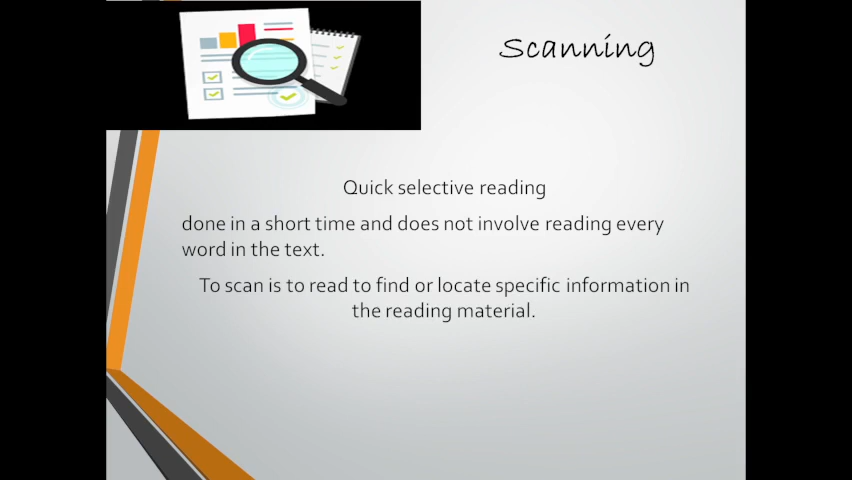 Scanning
Quick selective reading
done in a short time and does not involve reading every
word in the text.
To scan is to read to find or locate specific information in
the reading material.